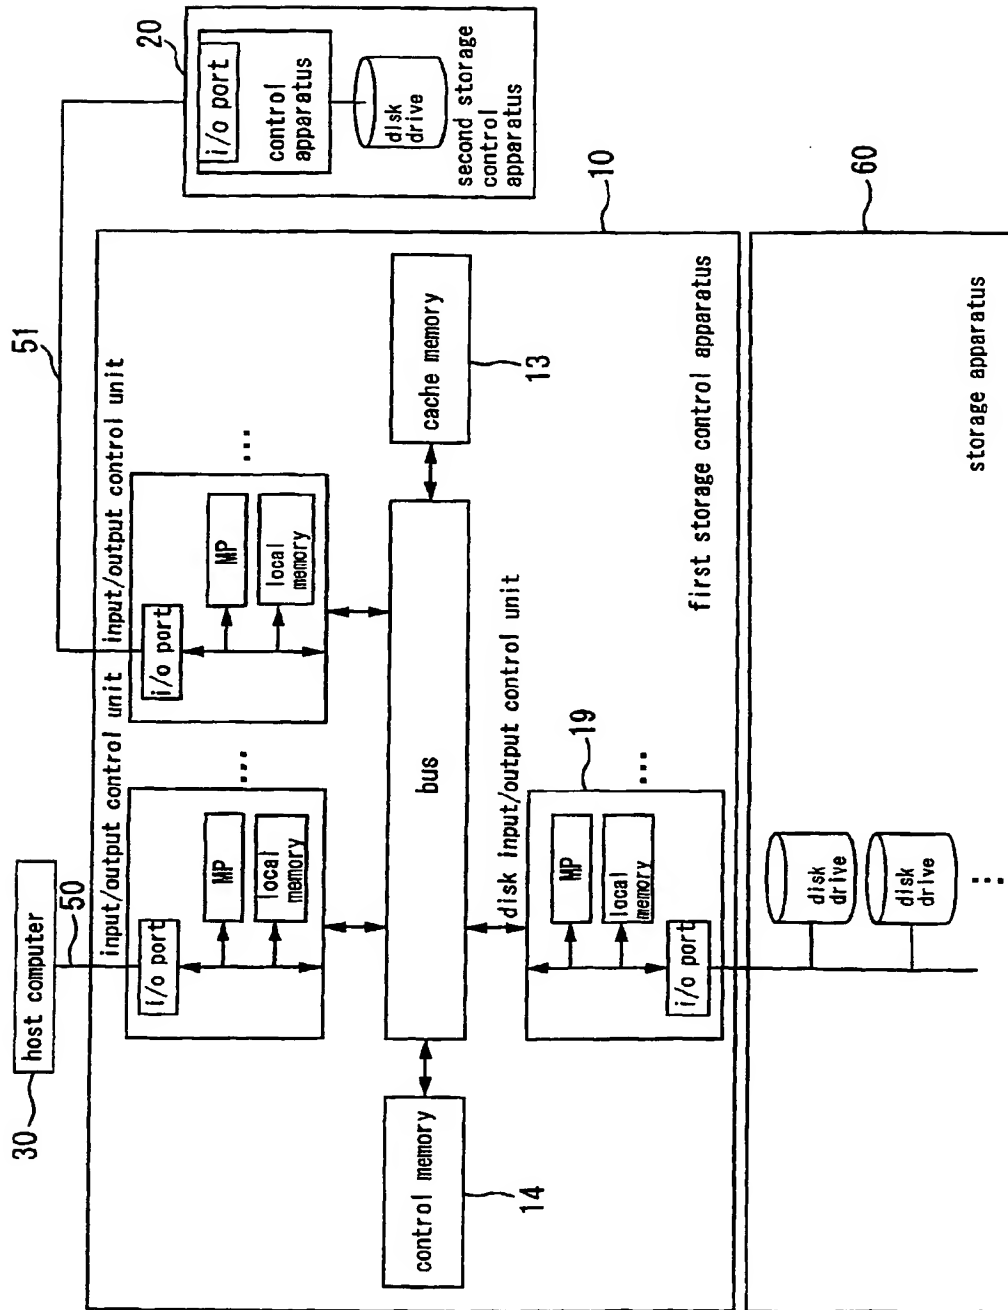 30
host computer
50
51
20
i/o port
control
apparatus
disk
drive
second storage
control
apparatus
input/output control unit
input/output control unit
i/o port
MP
local
memory
...
i/o port
MP
local
memory
...
control memory
14
bus
cache memory
13
disk input/output control unit
19
MP
local
memory
i/o port
...
first storage control apparatus
10
disk
drive
disk
drive
...
storage apparatus
60